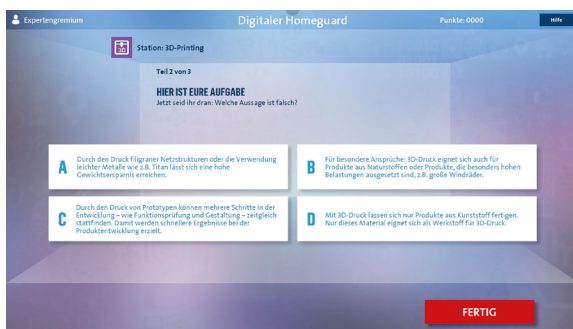 Expertengremium
Digitaler Homeguard
Punkte: 0000
Hilfe
3D
Station: 3D-Printing
Teil 2 von 3
HIER IST EURE AUFGABE
Jetzt seid ihr dran: Welche Aussage ist falsch?
A
Durch den Druck filigraner Netzstrukturen oder die Verwendung
leichter Metalle wie z.B. Titan lässt sich eine hohe
Gewichtsersparnis erreichen.
B
Für besondere Ansprüche: 3D-Druck eignet sich auch für
Produkte aus Naturstoffen oder Produkte, die besonders hohen
Belastungen ausgesetzt sind, z.B. große Windräder.
C
Durch den Druck von Prototypen können mehrere Schritte in der
Entwicklung – wie Funktionsprüfung und Gestaltung – zeitgleich
stattfinden. Damit werden schnellere Ergebnisse bei der
Produktentwicklung erzielt.
D
Mit 3D-Druck lassen sich nur Produkte aus Kunststoff fertigen.
Nur dieses Material eignet sich als Werkstoff für 3D-Druck.
FERTIG